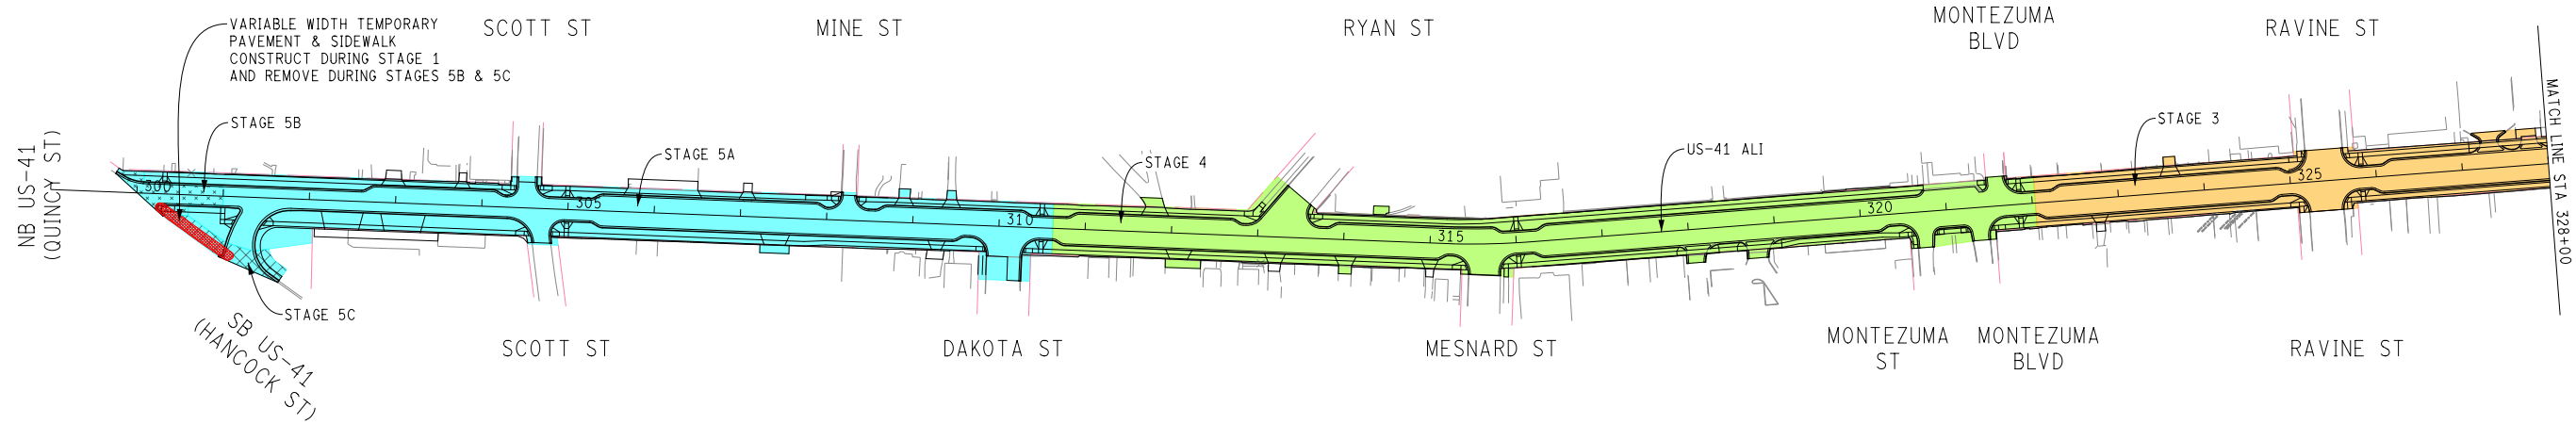 VARIABLE WIDTH TEMPORARY
PAVEMENT & SIDEWALK
CONSTRUCT DURING STAGE 1
AND REMOVE DURING STAGES 5B & 5C
SCOTT ST
MINE ST
RYAN ST
MONTEZUMA
BLVD
RAVINE ST
NB US-41
(QUINCY ST)
STAGE 5B
STAGE 5A
STAGE 4
US-41 ALI
STAGE 3
MATCH LINE STA 328+00
300
305
310
315
320
325
STAGE 5C
SB US-41
(HANCOCK ST)
SCOTT ST
DAKOTA ST
MESNARD ST
MONTEZUMA
ST
MONTEZUMA
BLVD
RAVINE ST